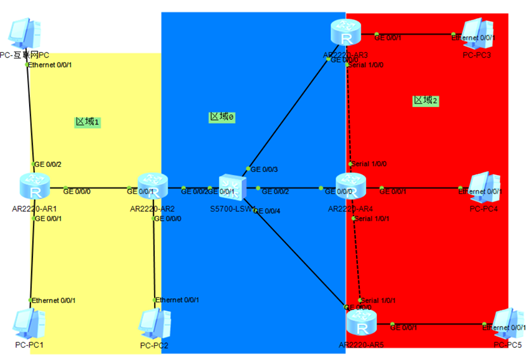 PC-互联网PC
Ethernet 0/0/1
区域1
区域0
区域2
AR2220-AR3
GE 0/0/1
Ethernet 0/0/1
PC-PC3
GE 0/0/0
Serial 1/0/0
GE 0/0/2
GE 0/0/3
Serial 1/0/0
GE 0/0/0
GE 0/0/1
GE 0/0/2
GE 0/0/1
GE 0/0/2
GE 0/0/0
GE 0/0/1
Ethernet 0/0/1
AR2220-AR1
AR2220-AR2
S5700-LSW1
AR2220-AR4
PC-PC4
GE 0/0/1
GE 0/0/0
GE 0/0/4
Serial 1/0/1
Ethernet 0/0/1
Ethernet 0/0/1
Serial 1/0/1
GE 0/0/0
GE 0/0/1
Ethernet 0/0/1
PC-PC1
PC-PC2
AR2220-AR5
PC-PC5